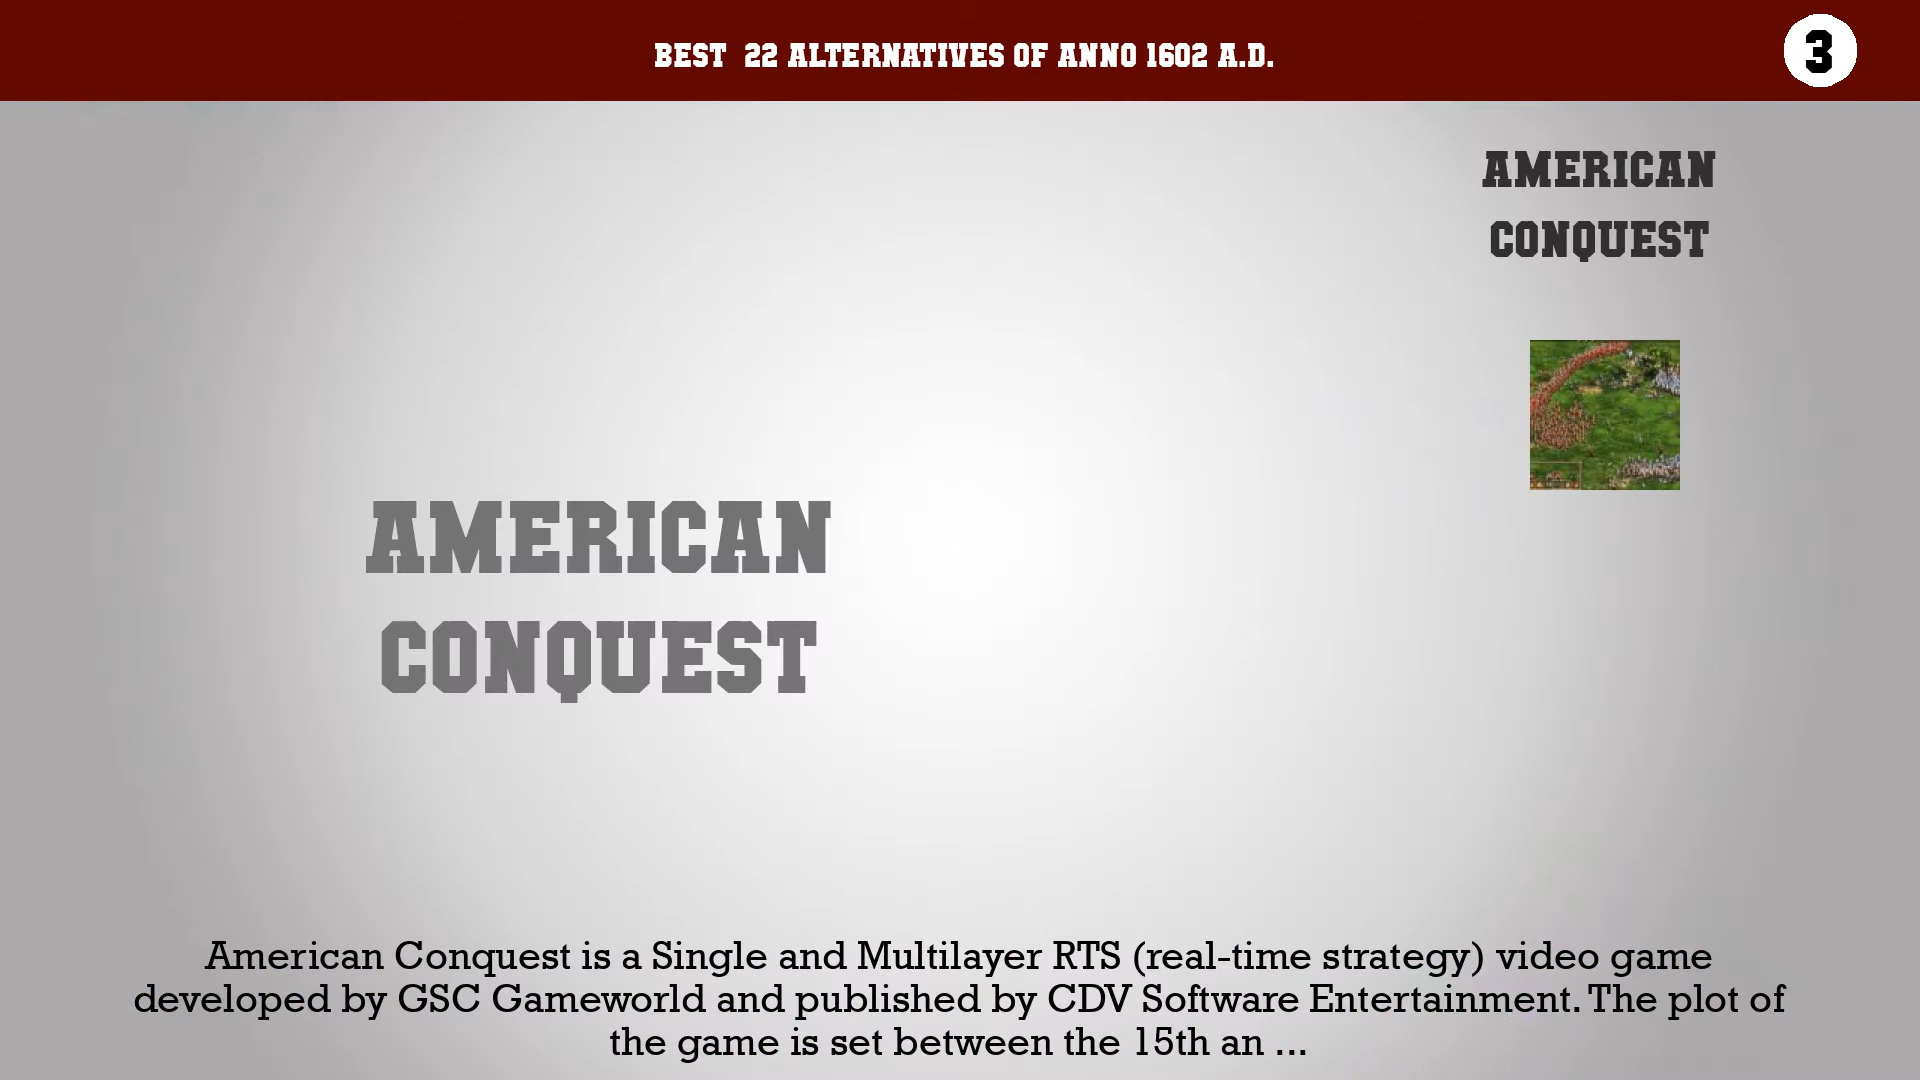 BEST 22 ALTERNATIVES OF ANNO 1602 A.D.
3
AMERICAN
CONQUEST
AMERICAN
CONQUEST
American Conquest is a Single and Multilayer RTS (real-time strategy) video game
developed by GSC Gameworld and published by CDV Software Entertainment. The plot of
the game is set between the 15th an ...